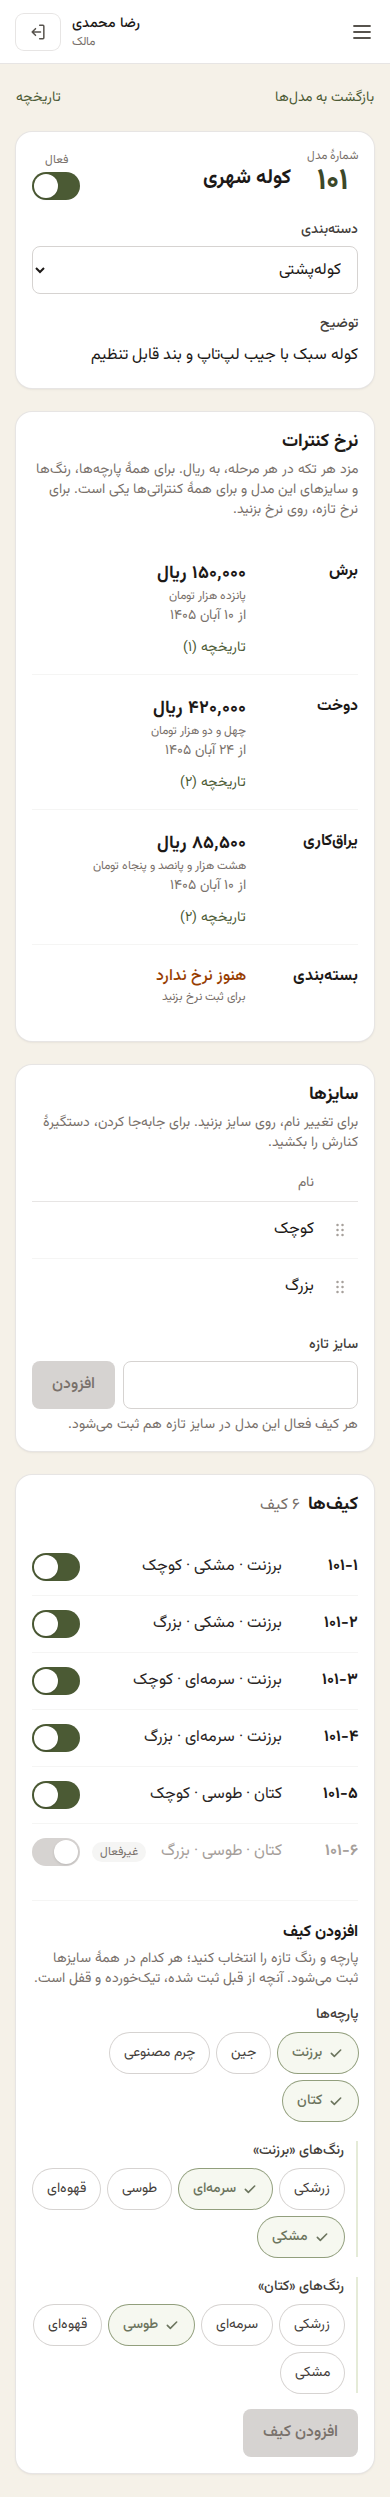 رضا محمدی
مالک
بازگشت به مدل‌ها
تاریخچه
شمارهٔ مدل
۱۰۱
کوله شهری
فعال
دسته‌بندی
کوله‌پشتی
توضیح
کوله سبک با جیب لپ‌تاپ و بند قابل تنظیم
نرخ کنترات
مزد هر تکه در هر مرحله، به ریال. برای همهٔ پارچه‌ها، رنگ‌ها
و سایزهای این مدل و برای همهٔ کنتراتی‌ها یکی است. برای
نرخ تازه، روی نرخ بزنید.
برش
۱۵۰,۰۰۰ ریال
پانزده هزار تومان
از ۱۰ آبان ۱۴۰۵
تاریخچه (۱)
دوخت
۴۲۰,۰۰۰ ریال
چهل و دو هزار تومان
از ۲۴ آبان ۱۴۰۵
تاریخچه (۲)
یراق‌کاری
۸۵,۵۰۰ ریال
هشت هزار و پانصد و پنجاه تومان
از ۱۰ آبان ۱۴۰۵
تاریخچه (۲)
بسته‌بندی
هنوز نرخ ندارد
برای ثبت نرخ بزنید
سایزها
برای تغییر نام، روی سایز بزنید. برای جابه‌جا کردن، دستگیرهٔ
کنارش را بکشید.
نام
کوچک
بزرگ
سایز تازه
افزودن
هر کیف فعال این مدل در سایز تازه هم ثبت می‌شود.
کیف‌ها ۶ کیف
۱۰۱-۱ برزنت · مشکی · کوچک
۱۰۱-۲ برزنت · مشکی · بزرگ
۱۰۱-۳ برزنت · سرمه‌ای · کوچک
۱۰۱-۴ برزنت · سرمه‌ای · بزرگ
۱۰۱-۵ کتان · طوسی · کوچک
۱۰۱-۶ کتان · طوسی · بزرگ غیرفعال
افزودن کیف
پارچه و رنگ تازه را انتخاب کنید؛ هر کدام در همهٔ سایزها
ثبت می‌شود. آنچه از قبل ثبت شده، تیک‌خورده و قفل است.
پارچه‌ها
برزنت جین چرم مصنوعی
کتان
رنگ‌های «برزنت»
زرشکی سرمه‌ای طوسی قهوه‌ای
مشکی
رنگ‌های «کتان»
زرشکی سرمه‌ای طوسی قهوه‌ای
مشکی
افزودن کیف